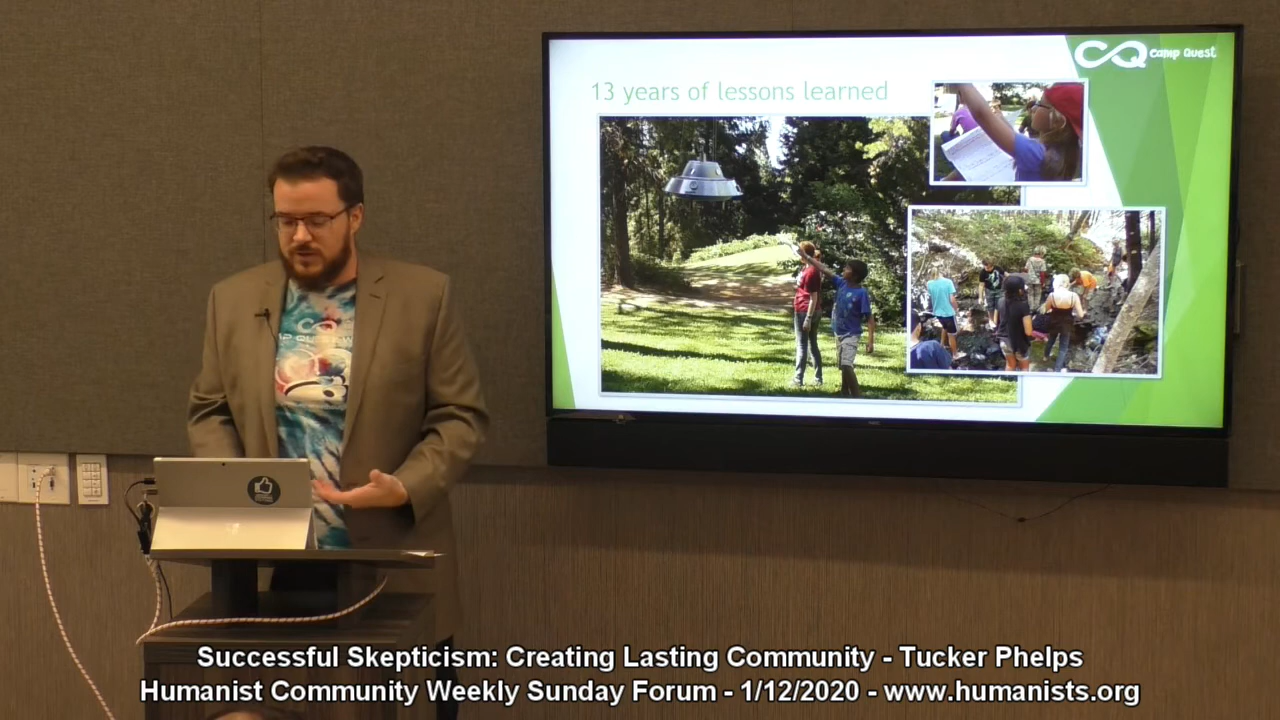 CQ Camp Quest
13 years of lessons learned
Successful Skepticism: Creating Lasting Community - Tucker Phelps
Humanist Community Weekly Sunday Forum - 1/12/2020 - www.humanists.org